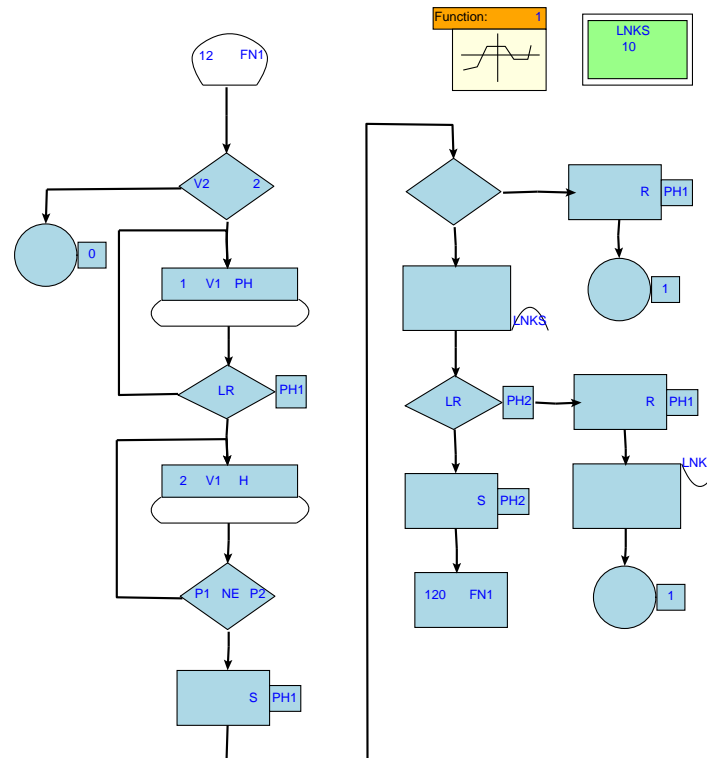 12 FN1
V2 2
0
1 V1 PH
LR PH1
2 V1 H
P1 NE P2
S PH1
Function: 1
LNKS
10
R PH1
1
LNKS
LR PH2
R PH1
LNK
S PH2
120 FN1
1